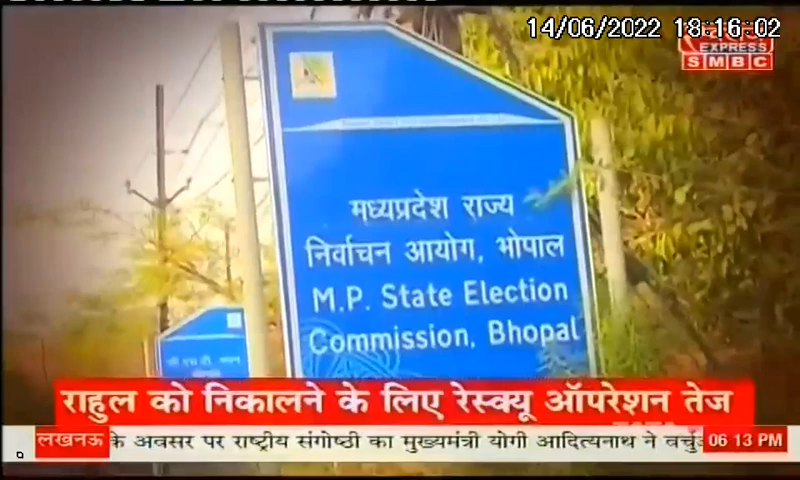 14/06/2022 18:16:02
EXPRESS
SMBC
मध्यप्रदेश राज्य
निर्वाचन आयोग, भोपाल
M.P. State Election
Commission, Bhopal
राहुल को निकालने के लिए रेस्क्यू ऑपरेशन तेज
लखनऊ के अवसर पर राष्ट्रीय संगोष्ठी का मुख्यमंत्री योगी आदित्यनाथ ने 06 13 PM